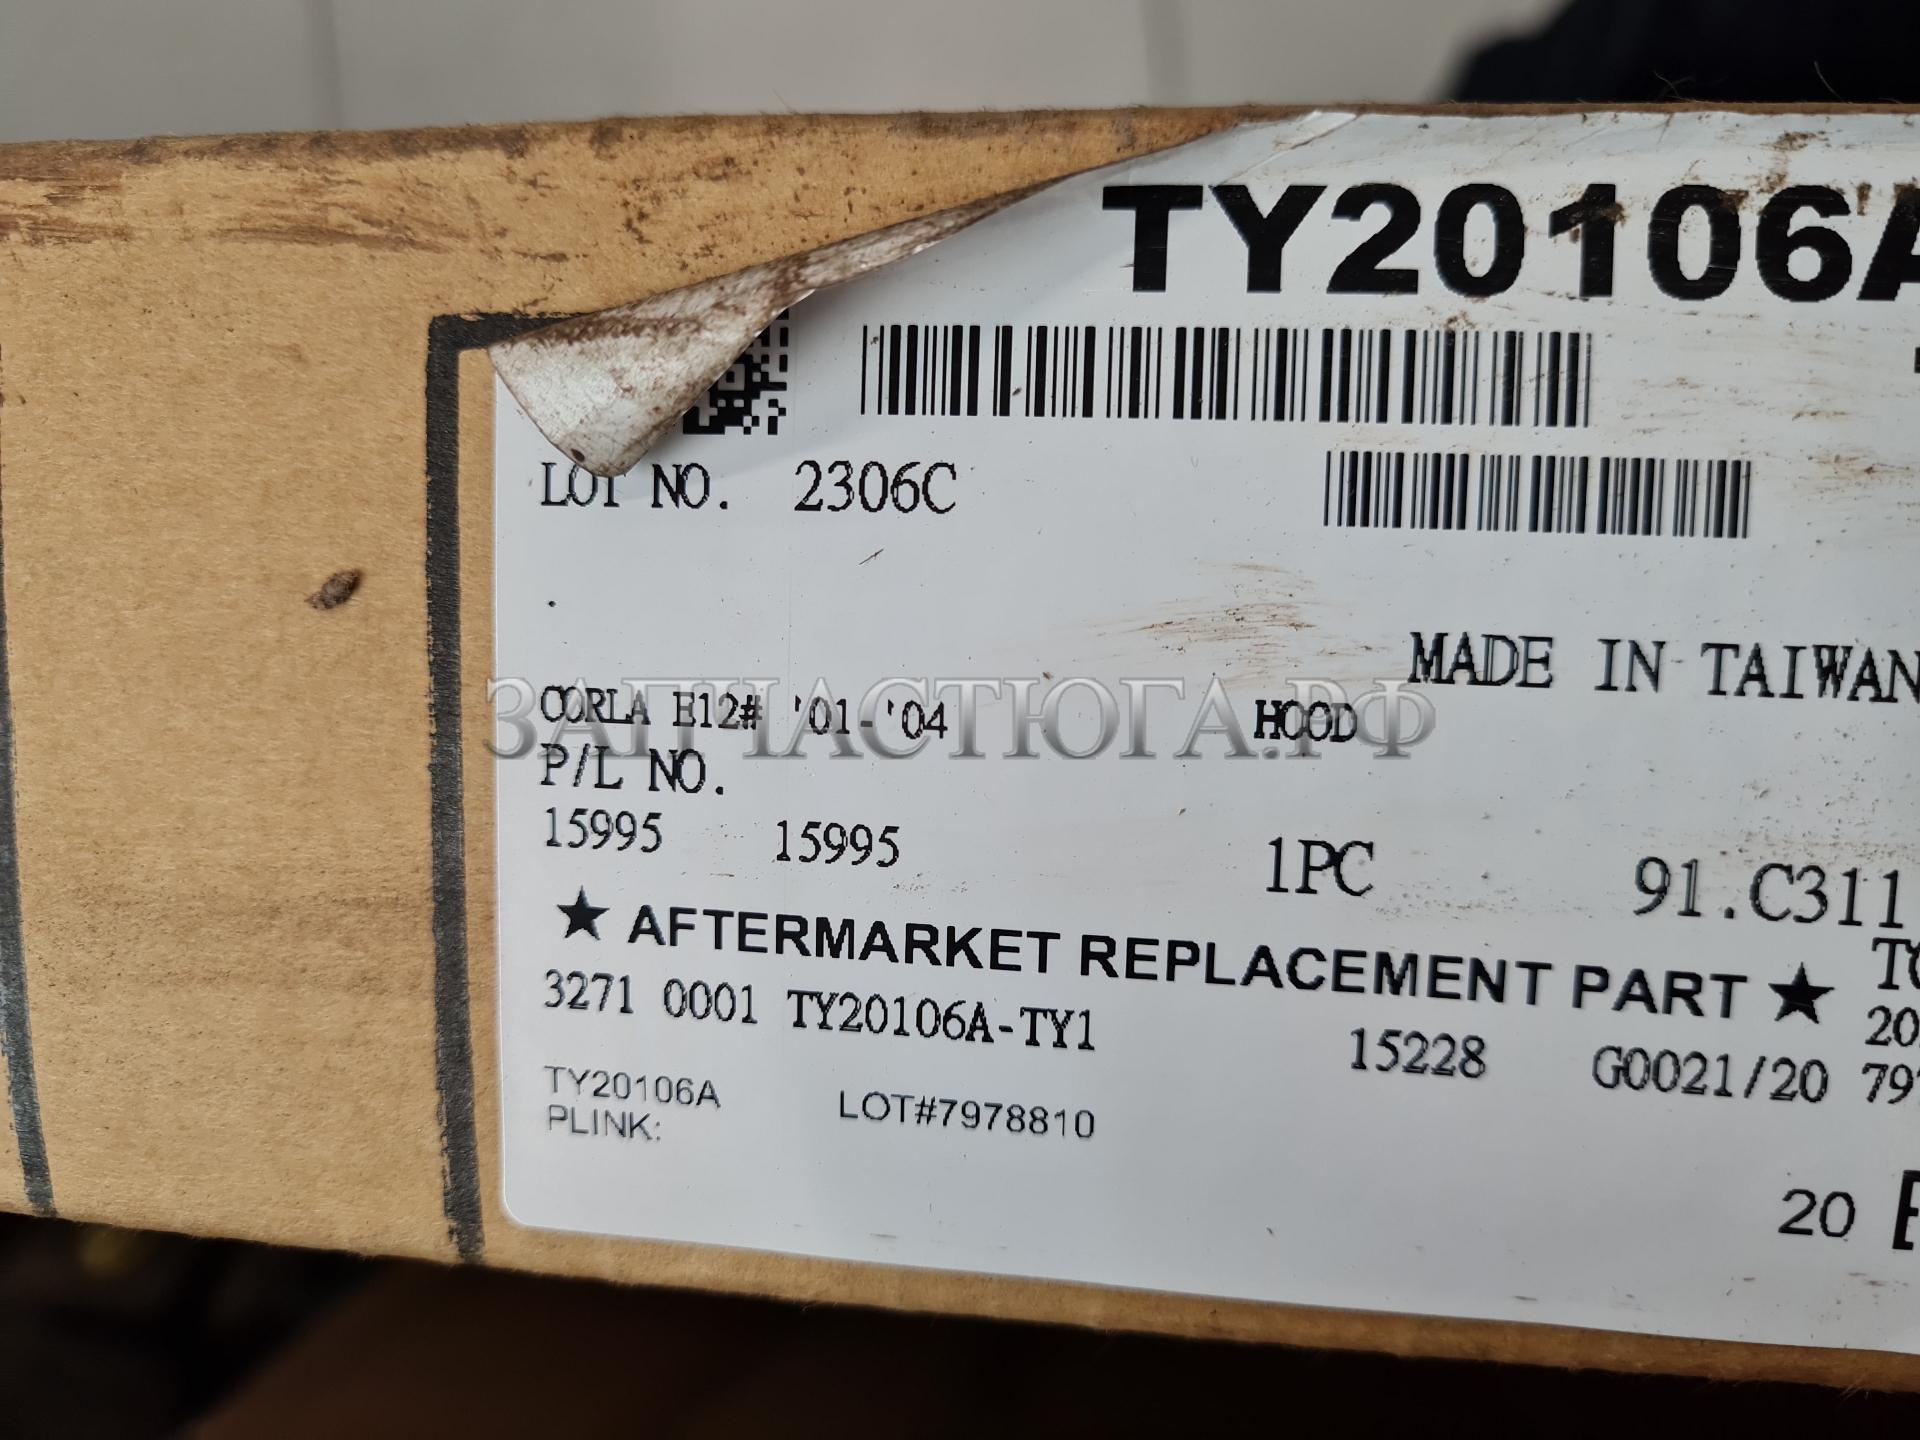 TY20106A
LOT NO. 2306C
MADE IN TAIWAN
CORLA E12# '01-'04 HOOD
ЗАПЧАСТЮГА.РФ
P/L NO.
15995 15995 1PC 91.C311
★ AFTERMARKET REPLACEMENT PART ★
3271 0001 TY20106A-TY1 15228 G0021/20
TY20106A LOT#7978810
PLINK:
20